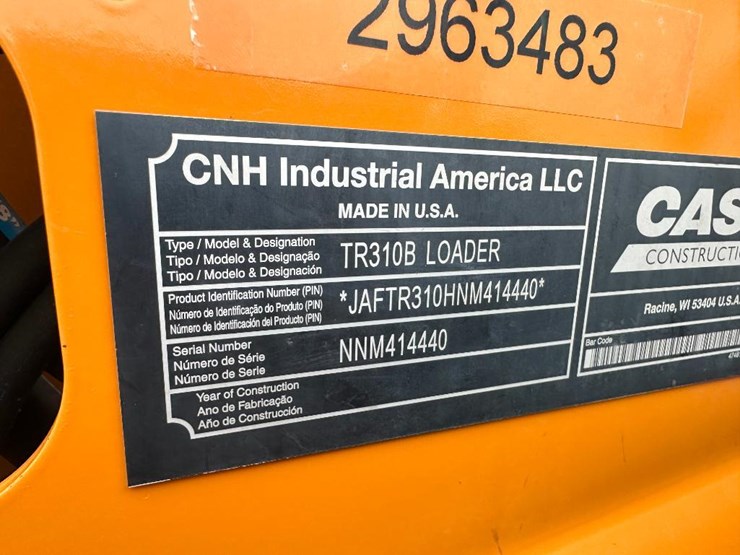 2963483
CNH Industrial America LLC
MADE IN U.S.A.
Type / Model & Designation
Tipo / Modelo & Designação
Tipo / Modelo & Designación
TR310B LOADER
Product Identification Number (PIN)
Número de Identificação do Produto (PIN)
Número de Identificación del Producto (PIN)
*JAFTR310HNM414440*
Serial Number
Número de Série
Número de Serie
NNM414440
Year of Construction
Ano de Fabricação
Año de Construcción
CAS
CONSTRUCTI
Racine, WI 53404 U.S.A.
Bar Code